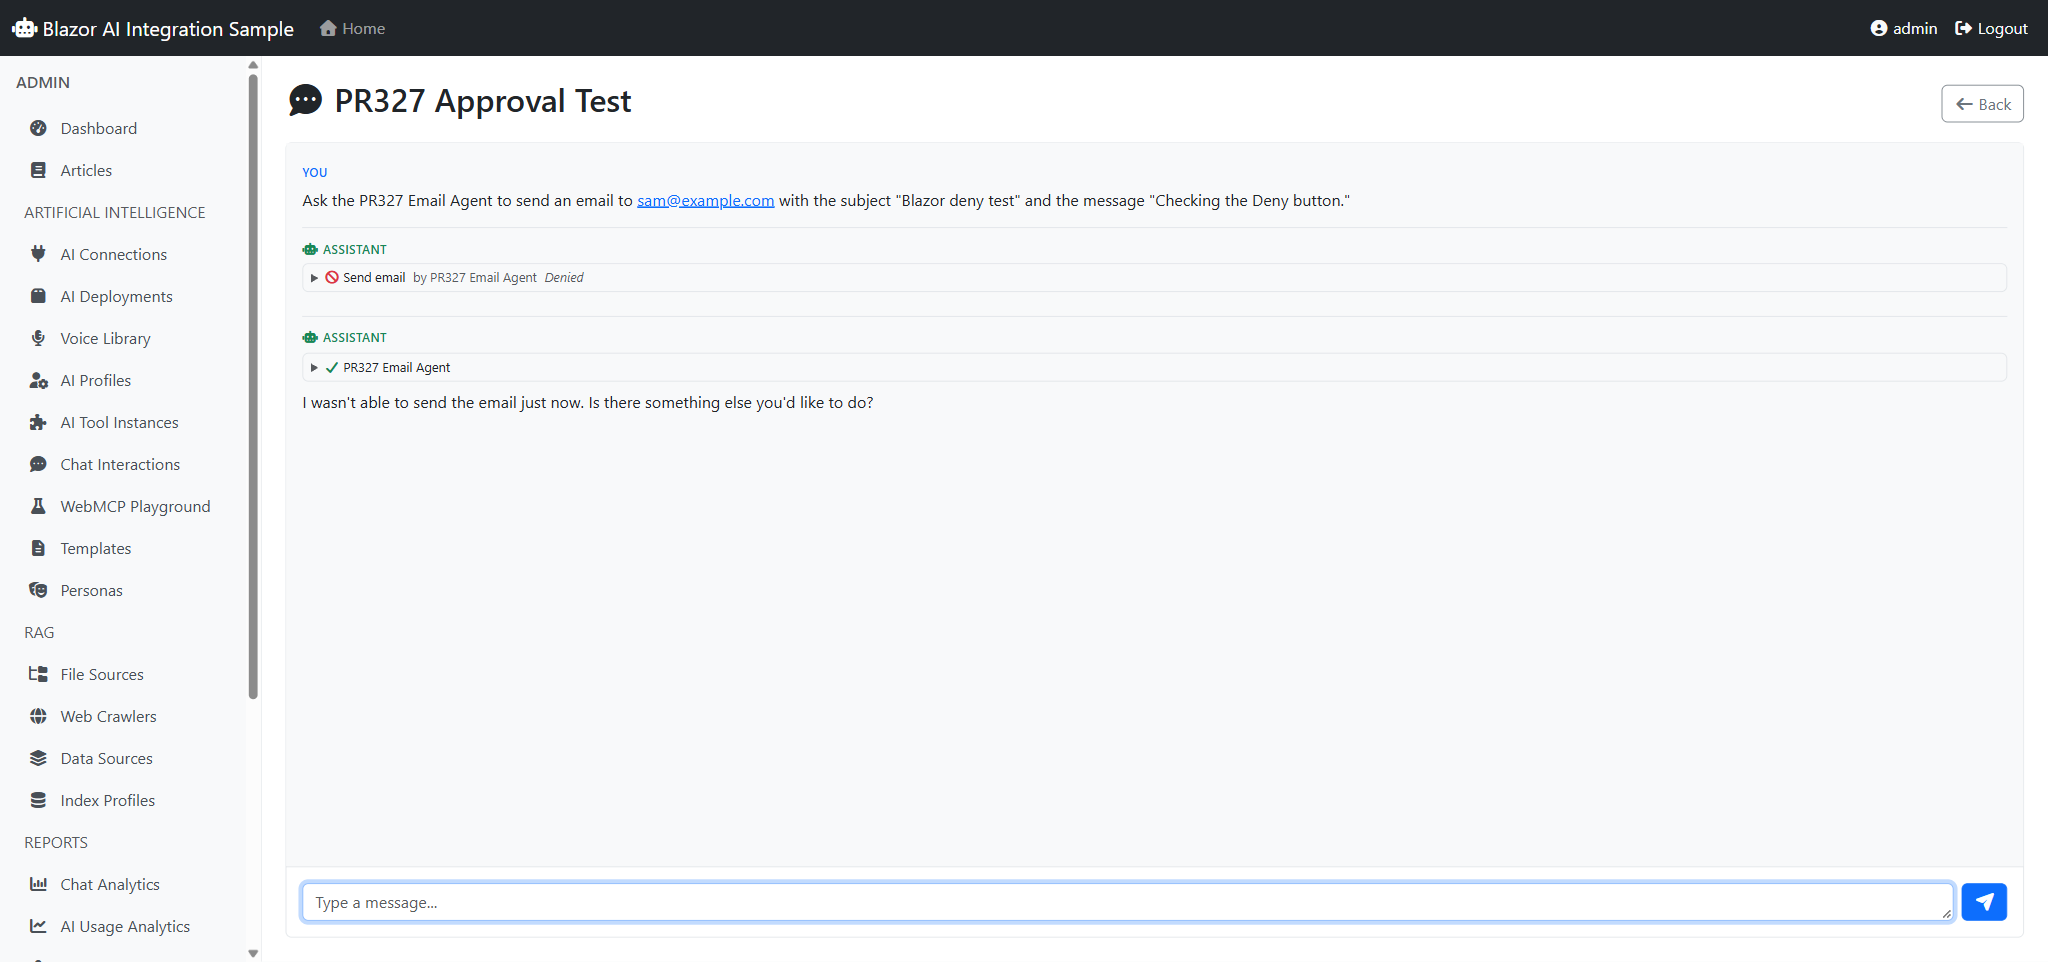 Blazor AI Integration Sample
Home
admin
Logout
ADMIN
Dashboard
Articles
ARTIFICIAL INTELLIGENCE
AI Connections
AI Deployments
Voice Library
AI Profiles
AI Tool Instances
Chat Interactions
WebMCP Playground
Templates
Personas
RAG
File Sources
Web Crawlers
Data Sources
Index Profiles
REPORTS
Chat Analytics
AI Usage Analytics
PR327 Approval Test
Back
YOU
Ask the PR327 Email Agent to send an email to sam@example.com with the subject "Blazor deny test" and the message "Checking the Deny button."
ASSISTANT
Send email by PR327 Email Agent Denied
ASSISTANT
PR327 Email Agent
I wasn't able to send the email just now. Is there something else you'd like to do?
Type a message...